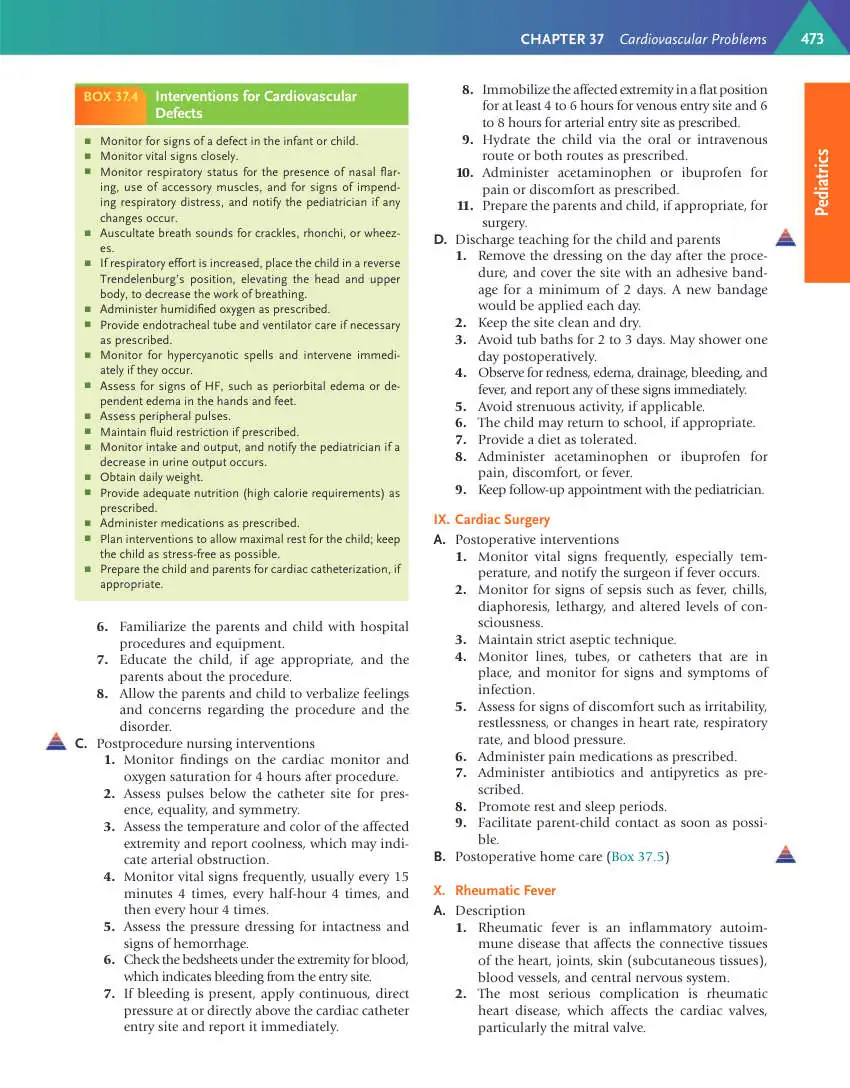 CHAPTER 37 Cardiovascular Problems 473
Pediatrics
BOX 37.4 Interventions for Cardiovascular
Defects
■ Monitor for signs of a defect in the infant or child.
■ Monitor vital signs closely.
■ Monitor respiratory status for the presence of nasal flar-
ing, use of accessory muscles, and for signs of impend-
ing respiratory distress, and notify the pediatrician if any
changes occur.
■ Auscultate breath sounds for crackles, rhonchi, or wheez-
es.
■ If respiratory effort is increased, place the child in a reverse
Trendelenburg's position, elevating the head and upper
body, to decrease the work of breathing.
■ Administer humidified oxygen as prescribed.
■ Provide endotracheal tube and ventilator care if necessary
as prescribed.
■ Monitor for hypercyanotic spells and intervene immedi-
ately if they occur.
■ Assess for signs of HF, such as periorbital edema or de-
pendent edema in the hands and feet.
■ Assess peripheral pulses.
■ Maintain fluid restriction if prescribed.
■ Monitor intake and output, and notify the pediatrician if a
decrease in urine output occurs.
■ Obtain daily weight.
■ Provide adequate nutrition (high calorie requirements) as
prescribed.
■ Administer medications as prescribed.
■ Plan interventions to allow maximal rest for the child; keep
the child as stress-free as possible.
■ Prepare the child and parents for cardiac catheterization, if
appropriate.
6. Familiarize the parents and child with hospital
procedures and equipment.
7. Educate the child, if age appropriate, and the
parents about the procedure.
8. Allow the parents and child to verbalize feelings
and concerns regarding the procedure and the
disorder.
C. Postprocedure nursing interventions
1. Monitor findings on the cardiac monitor and
oxygen saturation for 4 hours after procedure.
2. Assess pulses below the catheter site for pres-
ence, equality, and symmetry.
3. Assess the temperature and color of the affected
extremity and report coolness, which may indi-
cate arterial obstruction.
4. Monitor vital signs frequently, usually every 15
minutes 4 times, every half-hour 4 times, and
then every hour 4 times.
5. Assess the pressure dressing for intactness and
signs of hemorrhage.
6. Check the bedsheets under the extremity for blood,
which indicates bleeding from the entry site.
7. If bleeding is present, apply continuous, direct
pressure at or directly above the cardiac catheter
entry site and report it immediately.
8. Immobilize the affected extremity in a flat position
for at least 4 to 6 hours for venous entry site and 6
to 8 hours for arterial entry site as prescribed.
9. Hydrate the child via the oral or intravenous
route or both routes as prescribed.
10. Administer acetaminophen or ibuprofen for
pain or discomfort as prescribed.
11. Prepare the parents and child, if appropriate, for
surgery.
D. Discharge teaching for the child and parents
1. Remove the dressing on the day after the proce-
dure, and cover the site with an adhesive band-
age for a minimum of 2 days. A new bandage
would be applied each day.
2. Keep the site clean and dry.
3. Avoid tub baths for 2 to 3 days. May shower one
day postoperatively.
4. Observe for redness, edema, drainage, bleeding, and
fever, and report any of these signs immediately.
5. Avoid strenuous activity, if applicable.
6. The child may return to school, if appropriate.
7. Provide a diet as tolerated.
8. Administer acetaminophen or ibuprofen for
pain, discomfort, or fever.
9. Keep follow-up appointment with the pediatrician.
IX. Cardiac Surgery
A. Postoperative interventions
1. Monitor vital signs frequently, especially tem-
perature, and notify the surgeon if fever occurs.
2. Monitor for signs of sepsis such as fever, chills,
diaphoresis, lethargy, and altered levels of con-
sciousness.
3. Maintain strict aseptic technique.
4. Monitor lines, tubes, or catheters that are in
place, and monitor for signs and symptoms of
infection.
5. Assess for signs of discomfort such as irritability,
restlessness, or changes in heart rate, respiratory
rate, and blood pressure.
6. Administer pain medications as prescribed.
7. Administer antibiotics and antipyretics as pre-
scribed.
8. Promote rest and sleep periods.
9. Facilitate parent-child contact as soon as possi-
ble.
B. Postoperative home care (Box 37.5)
X. Rheumatic Fever
A. Description
1. Rheumatic fever is an inflammatory autoim-
mune disease that affects the connective tissues
of the heart, joints, skin (subcutaneous tissues),
blood vessels, and central nervous system.
2. The most serious complication is rheumatic
heart disease, which affects the cardiac valves,
particularly the mitral valve.